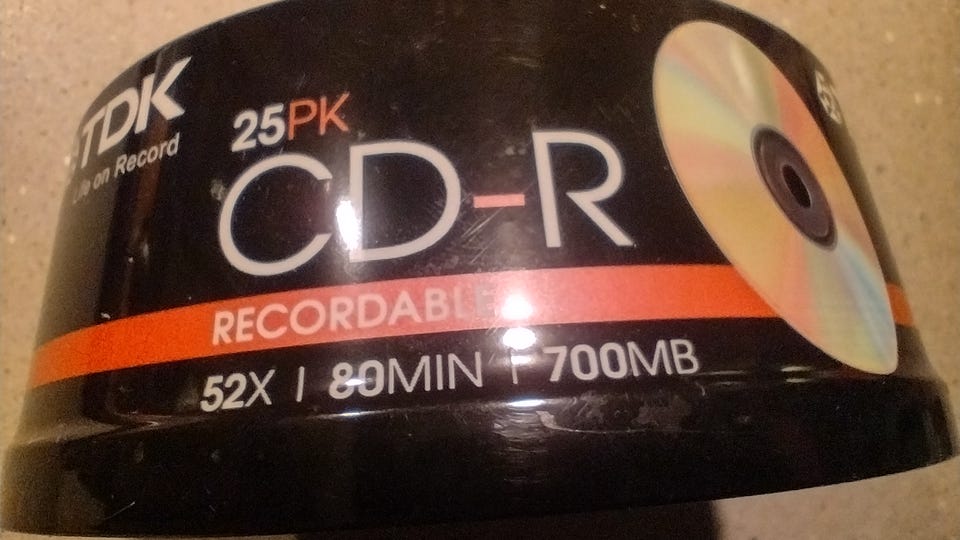 TDK
Life on Record
25PK
CD-R
RECORDABLE
52X | 80MIN | 700MB